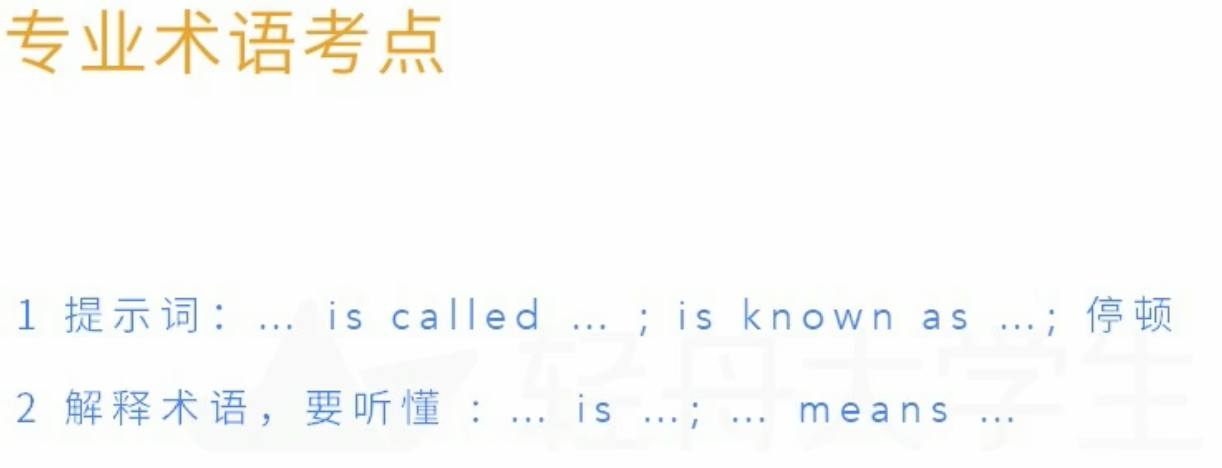 专业术语考点
1 提示词：... is called ... ; is known as ...; 停顿
2 解释术语，要听懂 : ... is ...; ... means ...
轻舟大学生